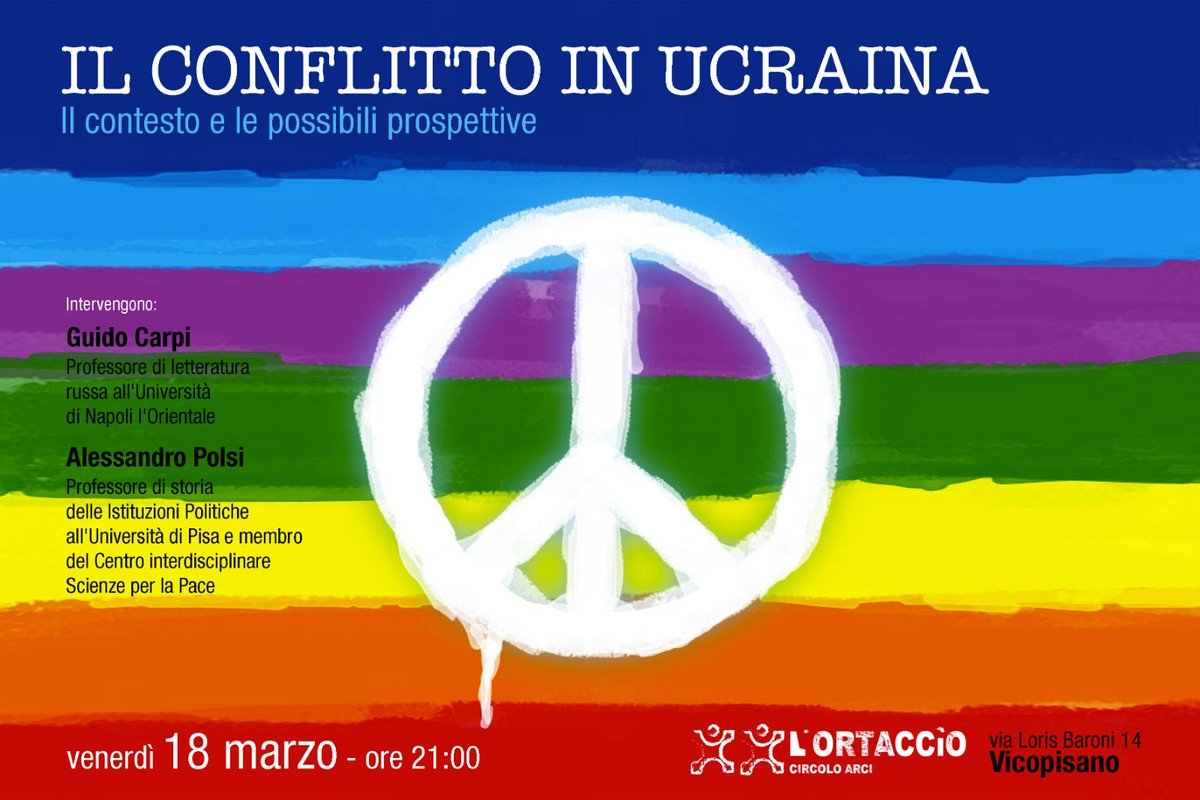 IL CONFLITTO IN UCRAINA
Il contesto e le possibili prospettive
Intervengono:
Guido Carpi
Professore di letteratura
russa all'Università
di Napoli l'Orientale
Alessandro Polsi
Professore di storia
delle Istituzioni Politiche
all'Università di Pisa e membro
del Centro interdisciplinare
Scienze per la Pace
venerdì 18 marzo - ore 21:00
L'ORTACCIO
CIRCOLO ARCI
via Loris Baroni 14
Vicopisano